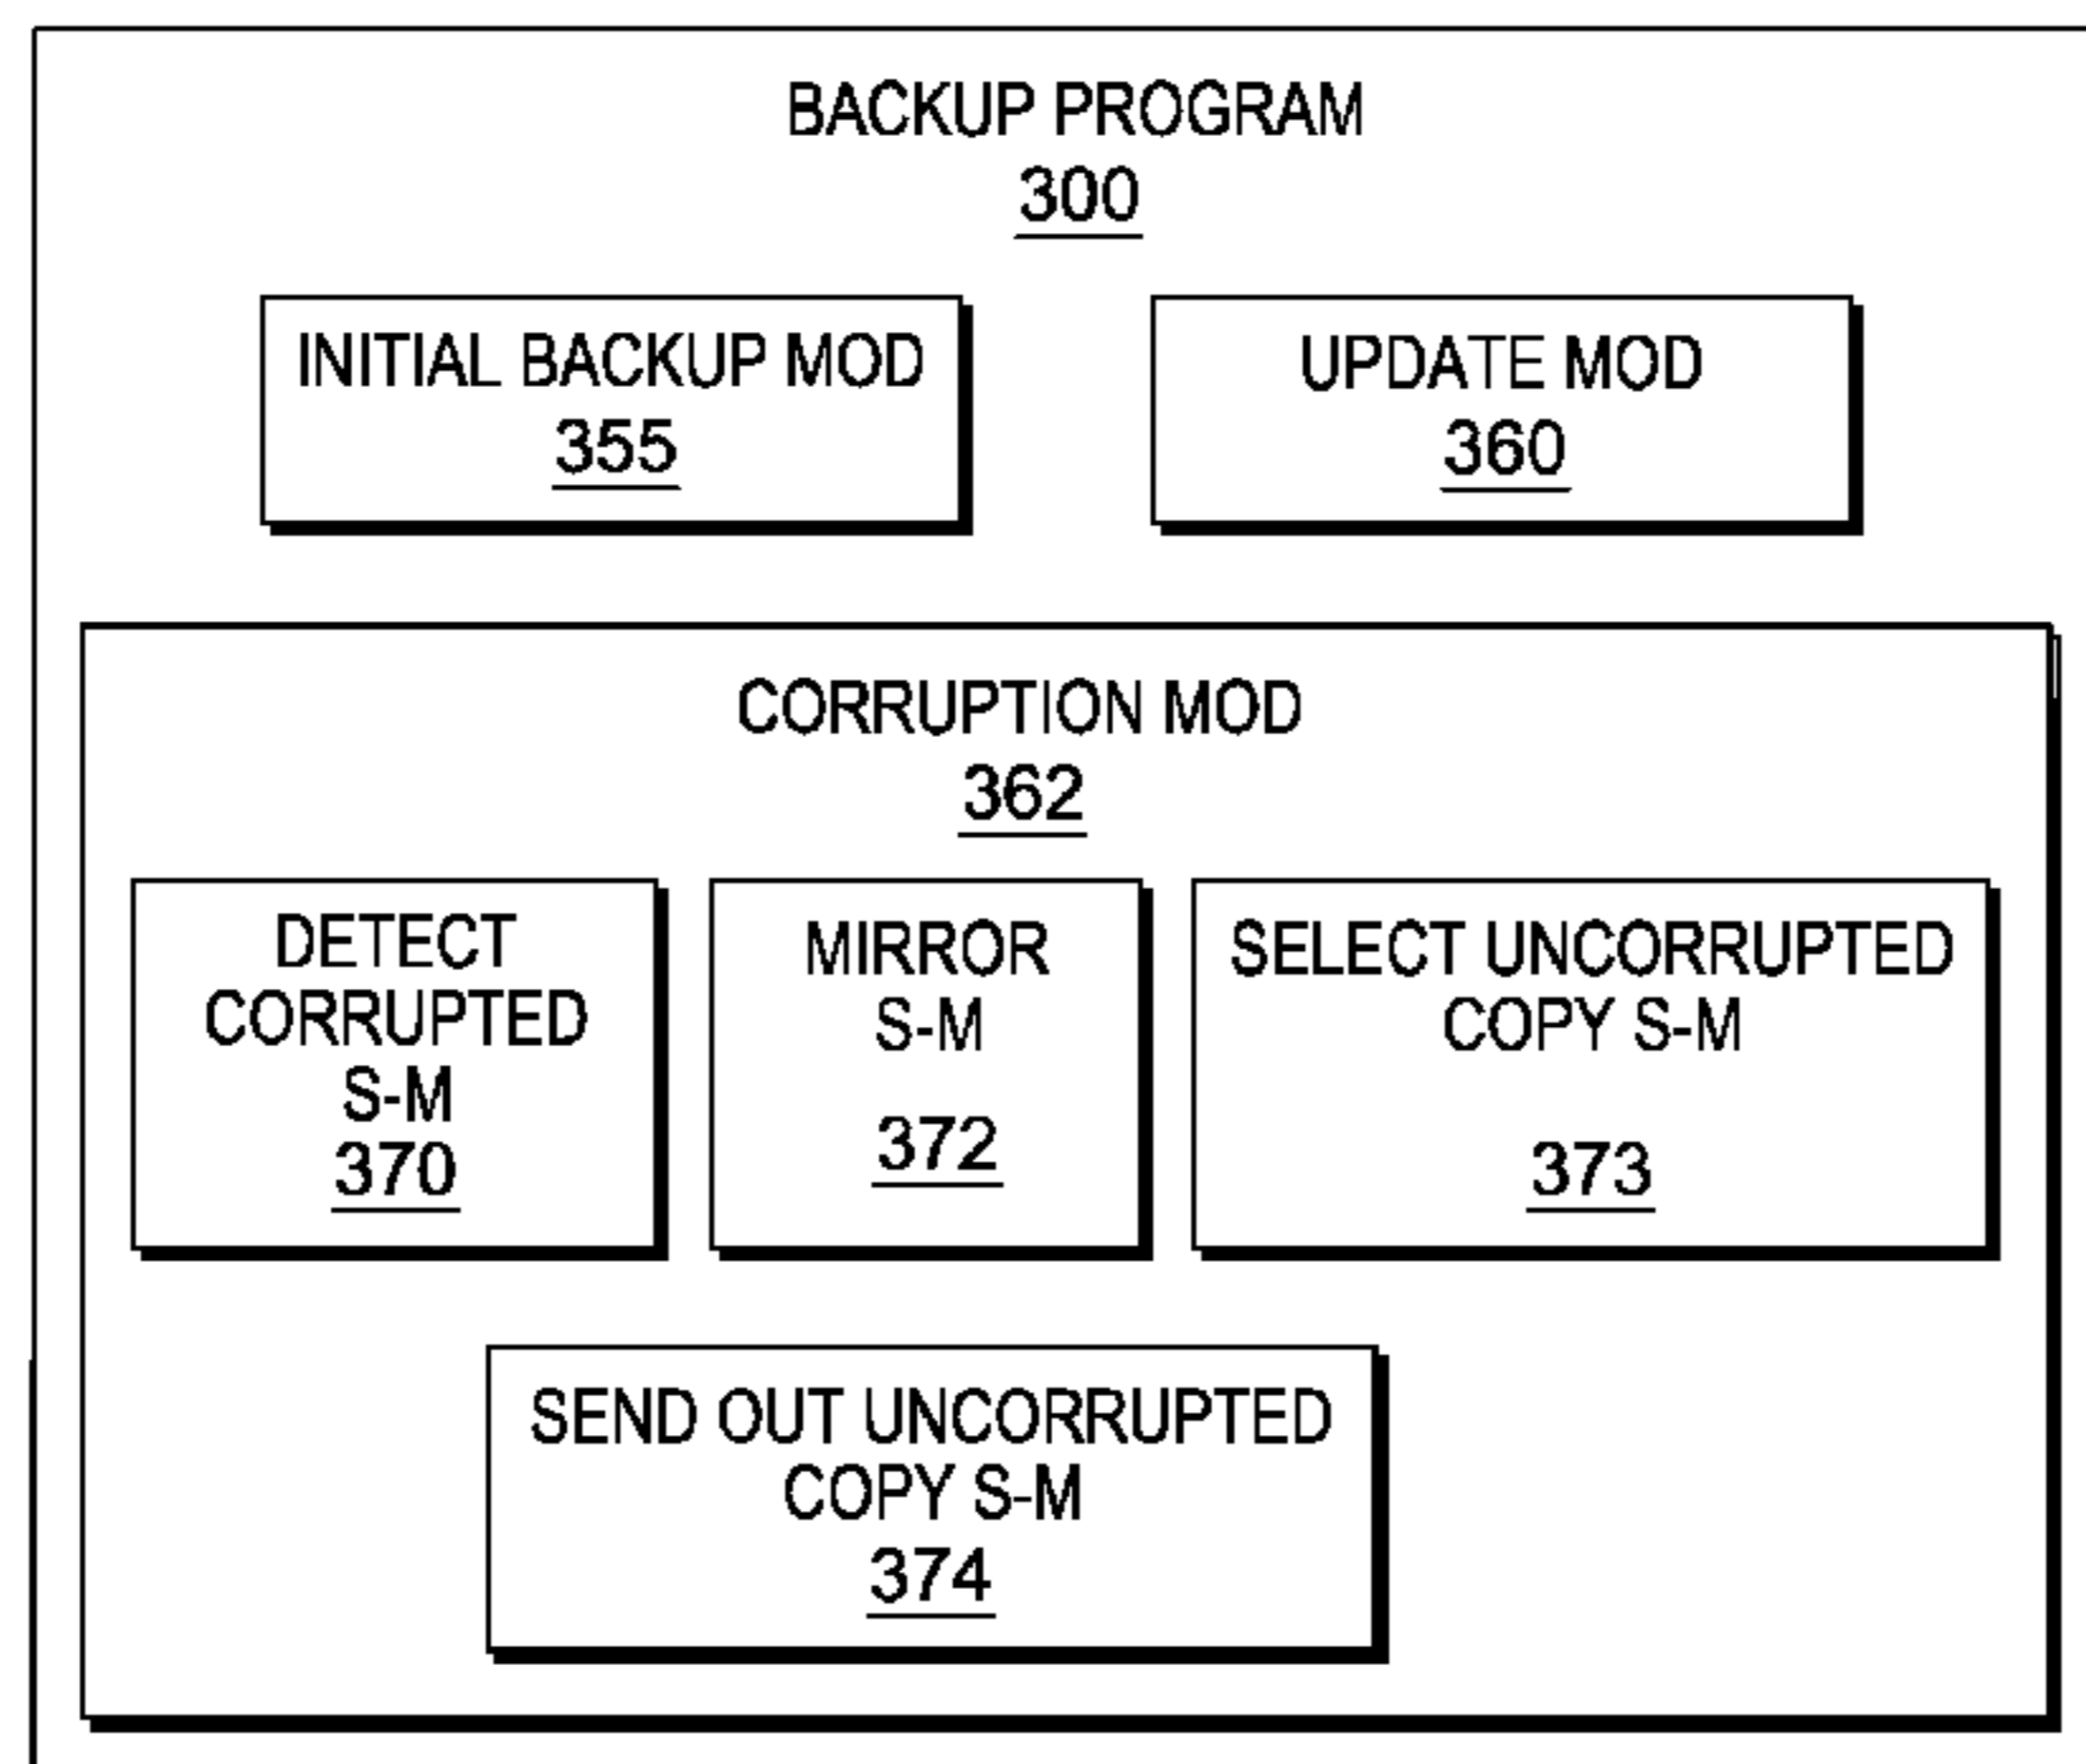 BACKUP PROGRAM
300
INITIAL BACKUP MOD
355
UPDATE MOD
360
CORRUPTION MOD
362
DETECT
CORRUPTED
S-M
370
MIRROR
S-M
372
SELECT UNCORRUPTED
COPY S-M
373
SEND OUT UNCORRUPTED
COPY S-M
374